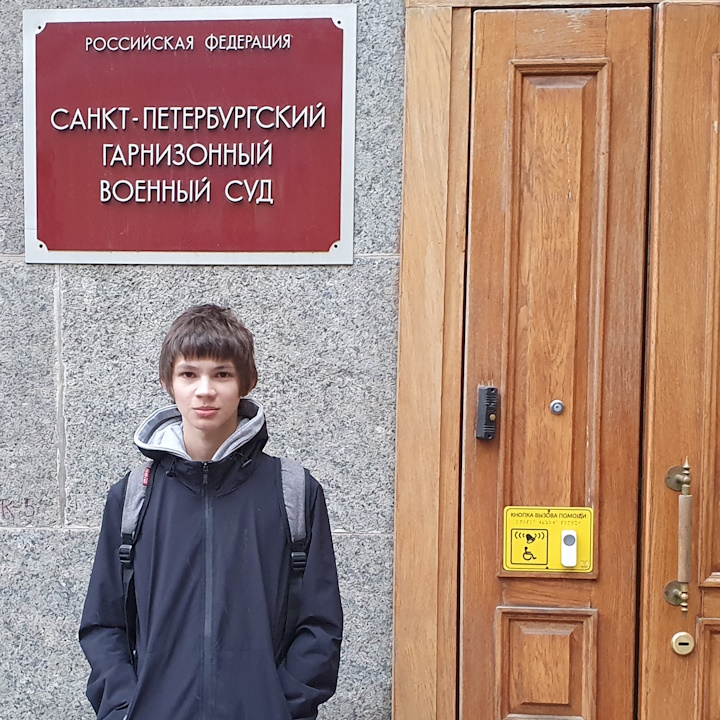 РОССИЙСКАЯ ФЕДЕРАЦИЯ
САНКТ-ПЕТЕРБУРГСКИЙ
ГАРНИЗОННЫЙ
ВОЕННЫЙ СУД
КНОПКА ВЫЗОВА ПОМОЩИ